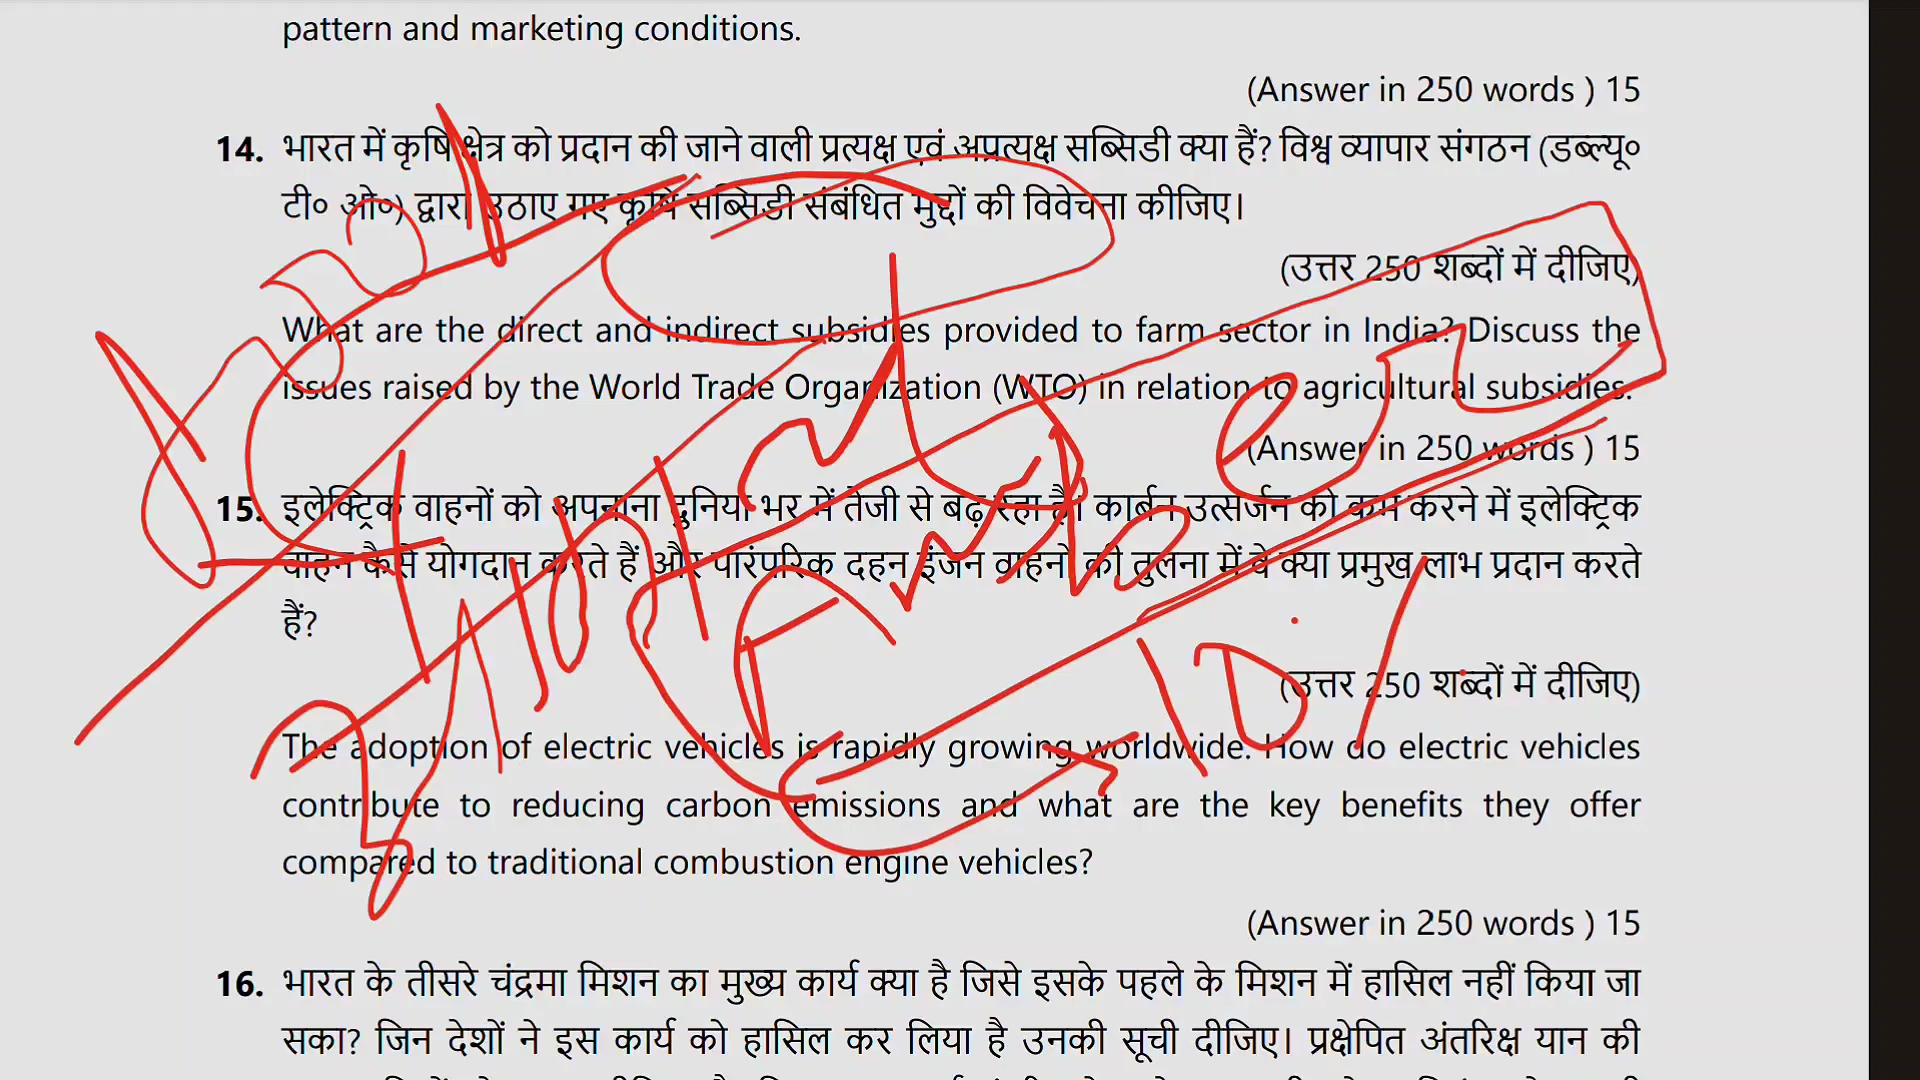 pattern and marketing conditions.
(Answer in 250 words ) 15
14. भारत में कृषि क्षेत्र को प्रदान की जाने वाली प्रत्यक्ष एवं अप्रत्यक्ष सब्सिडी क्या हैं? विश्व व्यापार संगठन (डब्ल्यू०
टी० ओ०) द्वारा उठाए गए कृषि सब्सिडी संबंधित मुद्दों की विवेचना कीजिए।
(उत्तर 250 शब्दों में दीजिए)
What are the direct and indirect subsidies provided to farm sector in India? Discuss the
issues raised by the World Trade Organization (WTO) in relation to agricultural subsidies.
(Answer in 250 words ) 15
15. इलेक्ट्रिक वाहनों को अपनाना दुनिया भर में तेजी से बढ़ रहा है। कार्बन उत्सर्जन को कम करने में इलेक्ट्रिक
वाहन कैसे योगदान करते हैं और पारंपरिक दहन इंजन वाहनों की तुलना में वे क्या प्रमुख लाभ प्रदान करते
हैं?
(उत्तर 250 शब्दों में दीजिए)
The adoption of electric vehicles is rapidly growing worldwide. How do electric vehicles
contribute to reducing carbon emissions and what are the key benefits they offer
compared to traditional combustion engine vehicles?
(Answer in 250 words ) 15
16. भारत के तीसरे चंद्रमा मिशन का मुख्य कार्य क्या है जिसे इसके पहले के मिशन में हासिल नहीं किया जा
सका? जिन देशों ने इस कार्य को हासिल कर लिया है उनकी सूची दीजिए। प्रक्षेपित अंतरिक्ष यान की